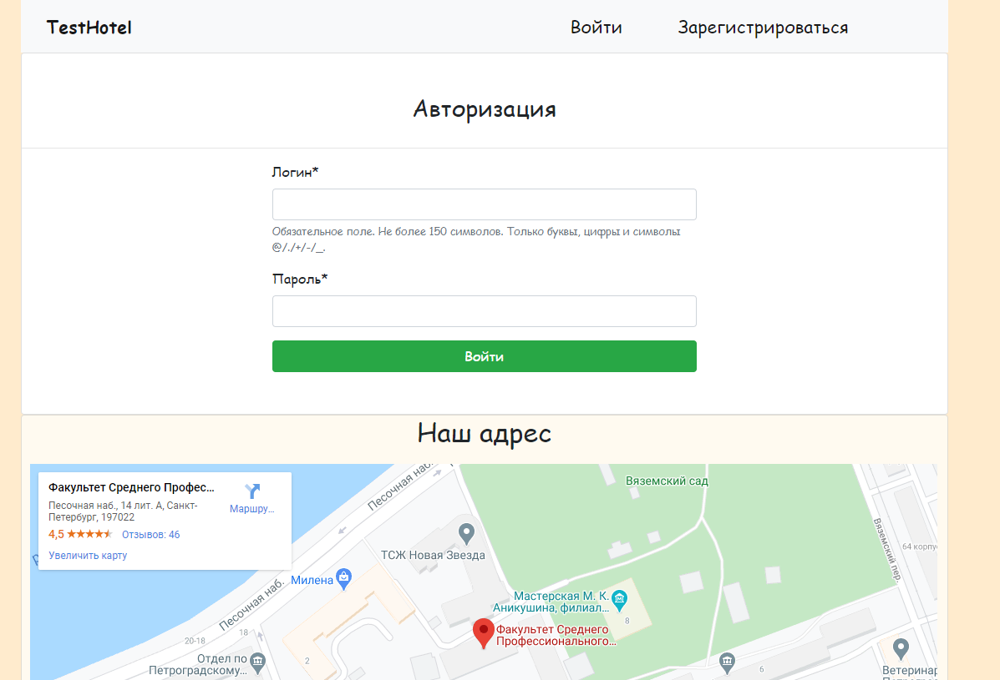 TestHotel Войти Зарегистрироваться
Авторизация
Логин*
Обязательное поле. Не более 150 символов. Только буквы, цифры и символы
@/./+/-/_.
Пароль*
Войти
Наш адрес
Факультет Среднего Профес...
Песочная наб., 14 лит. А, Санкт-
Петербург, 197022
Маршру...
4,5 Отзывов: 46
Увеличить карту
Песочная наб.
Вяземский сад
ТСЖ Новая Звезда
Вяземский пер.
64 корпу
Милена
Песочная наб.
Мастерская М. К.
Аникушина, филиал...
8
Факультет Среднего
Профессионального...
18
20-18
Отдел по
Петроградскому...
2
6
Ветеринар